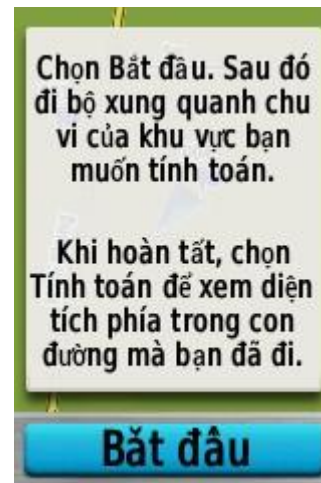 Chọn Bắt đầu. Sau đó
đi bộ xung quanh chu
vi của khu vực bạn
muốn tính toán.
Khi hoàn tất, chọn
Tính toán để xem diện
tích phía trong con
đường mà bạn đã đi.
Bắt đầu